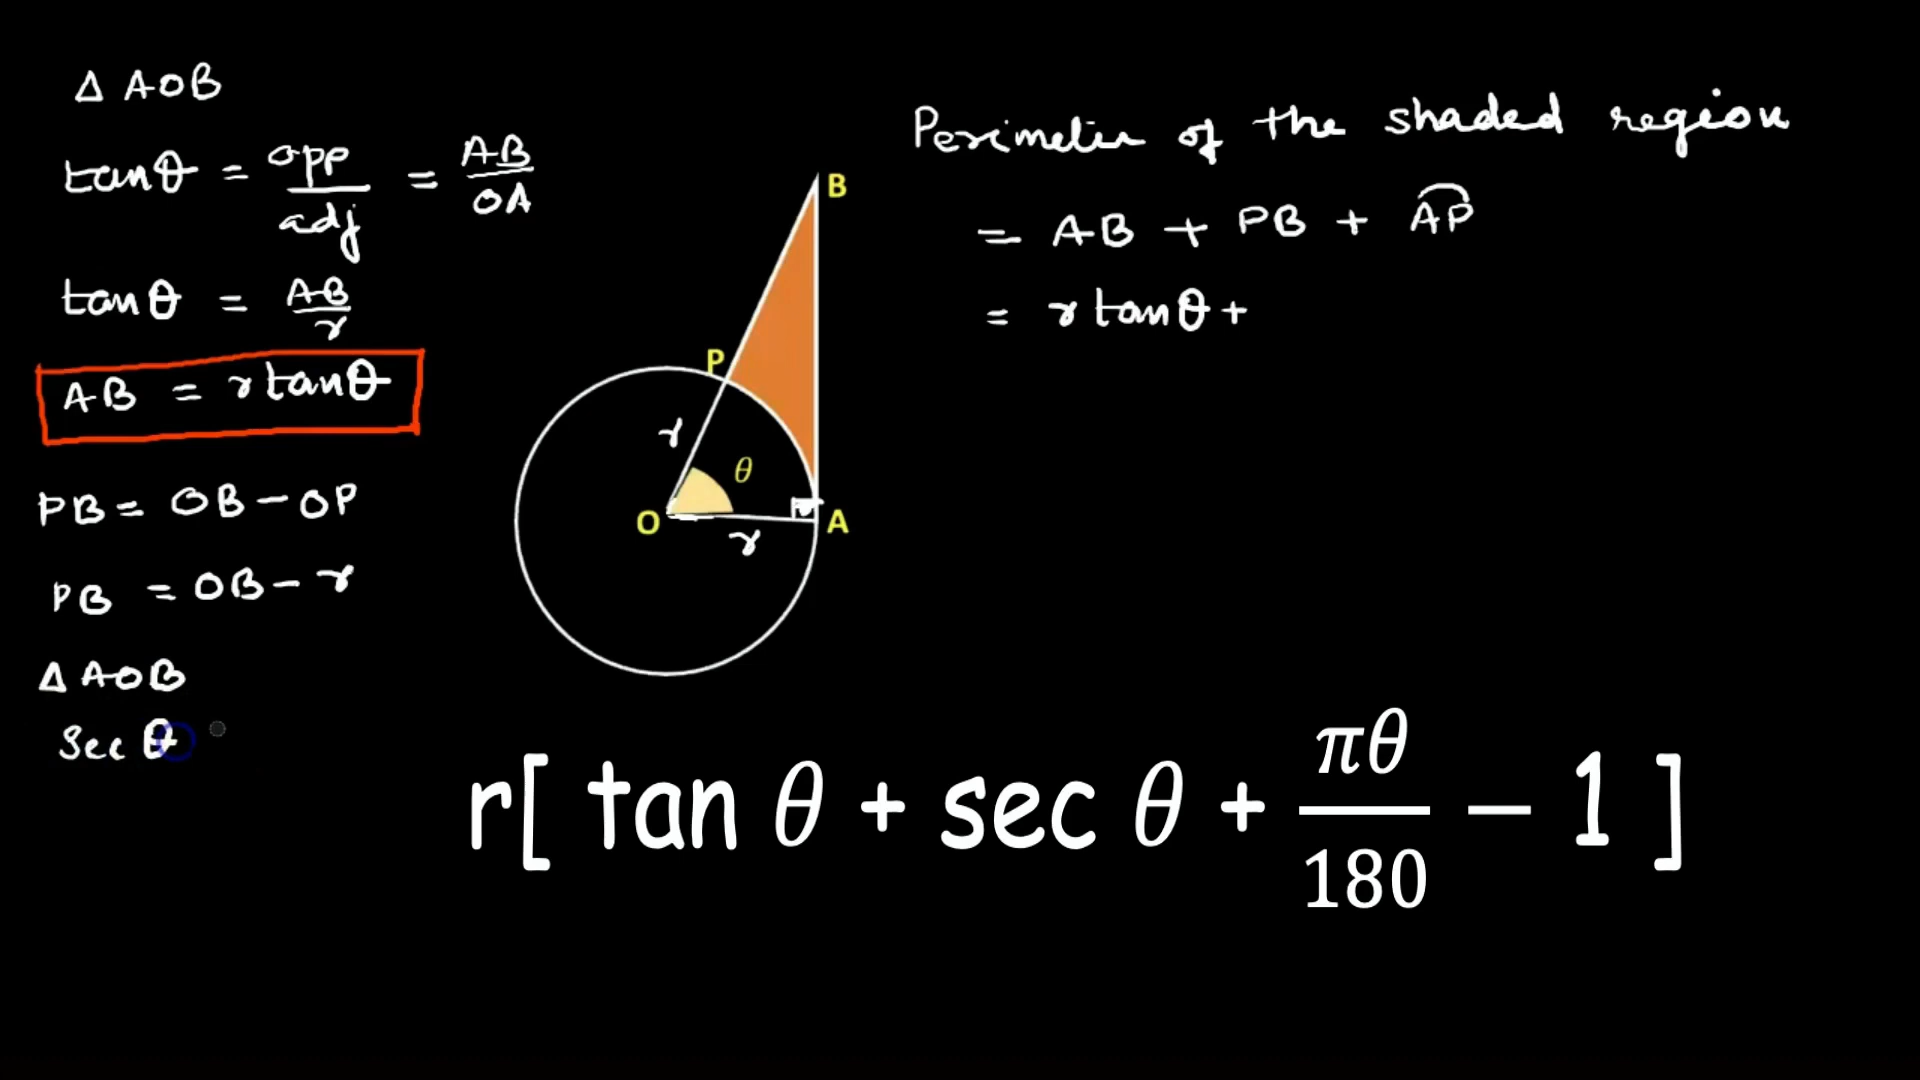 Δ AOB
tanθ = opp/adj = AB/OA
tanθ = AB/r
AB = r tanθ
PB = OB - OP
PB = OB - r
Δ AOB
Sec θ
B
P
r
θ
O
r
A
Perimeter of the shaded region
= AB + PB + A͡P
= r tanθ +
r[ tan θ + sec θ + πθ/180 − 1 ]